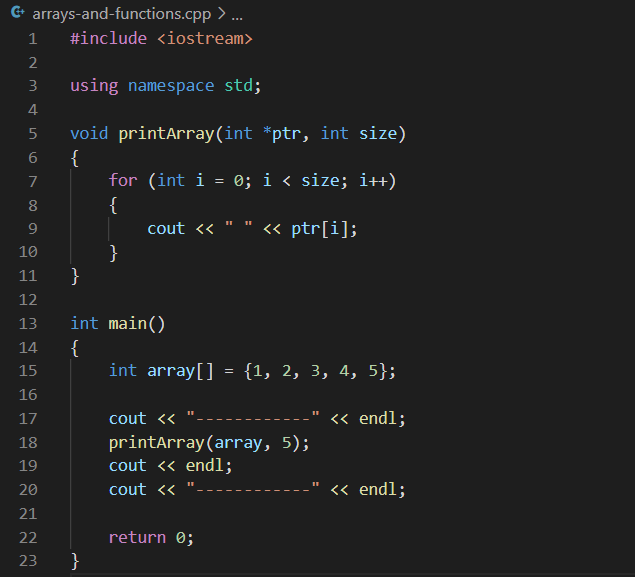 arrays-and-functions.cpp > ...
1 #include <iostream>
2
3 using namespace std;
4
5 void printArray(int *ptr, int size)
6 {
7     for (int i = 0; i < size; i++)
8     {
9         cout << " " << ptr[i];
10     }
11 }
12
13 int main()
14 {
15     int array[] = {1, 2, 3, 4, 5};
16
17     cout << "------------" << endl;
18     printArray(array, 5);
19     cout << endl;
20     cout << "------------" << endl;
21
22     return 0;
23 }